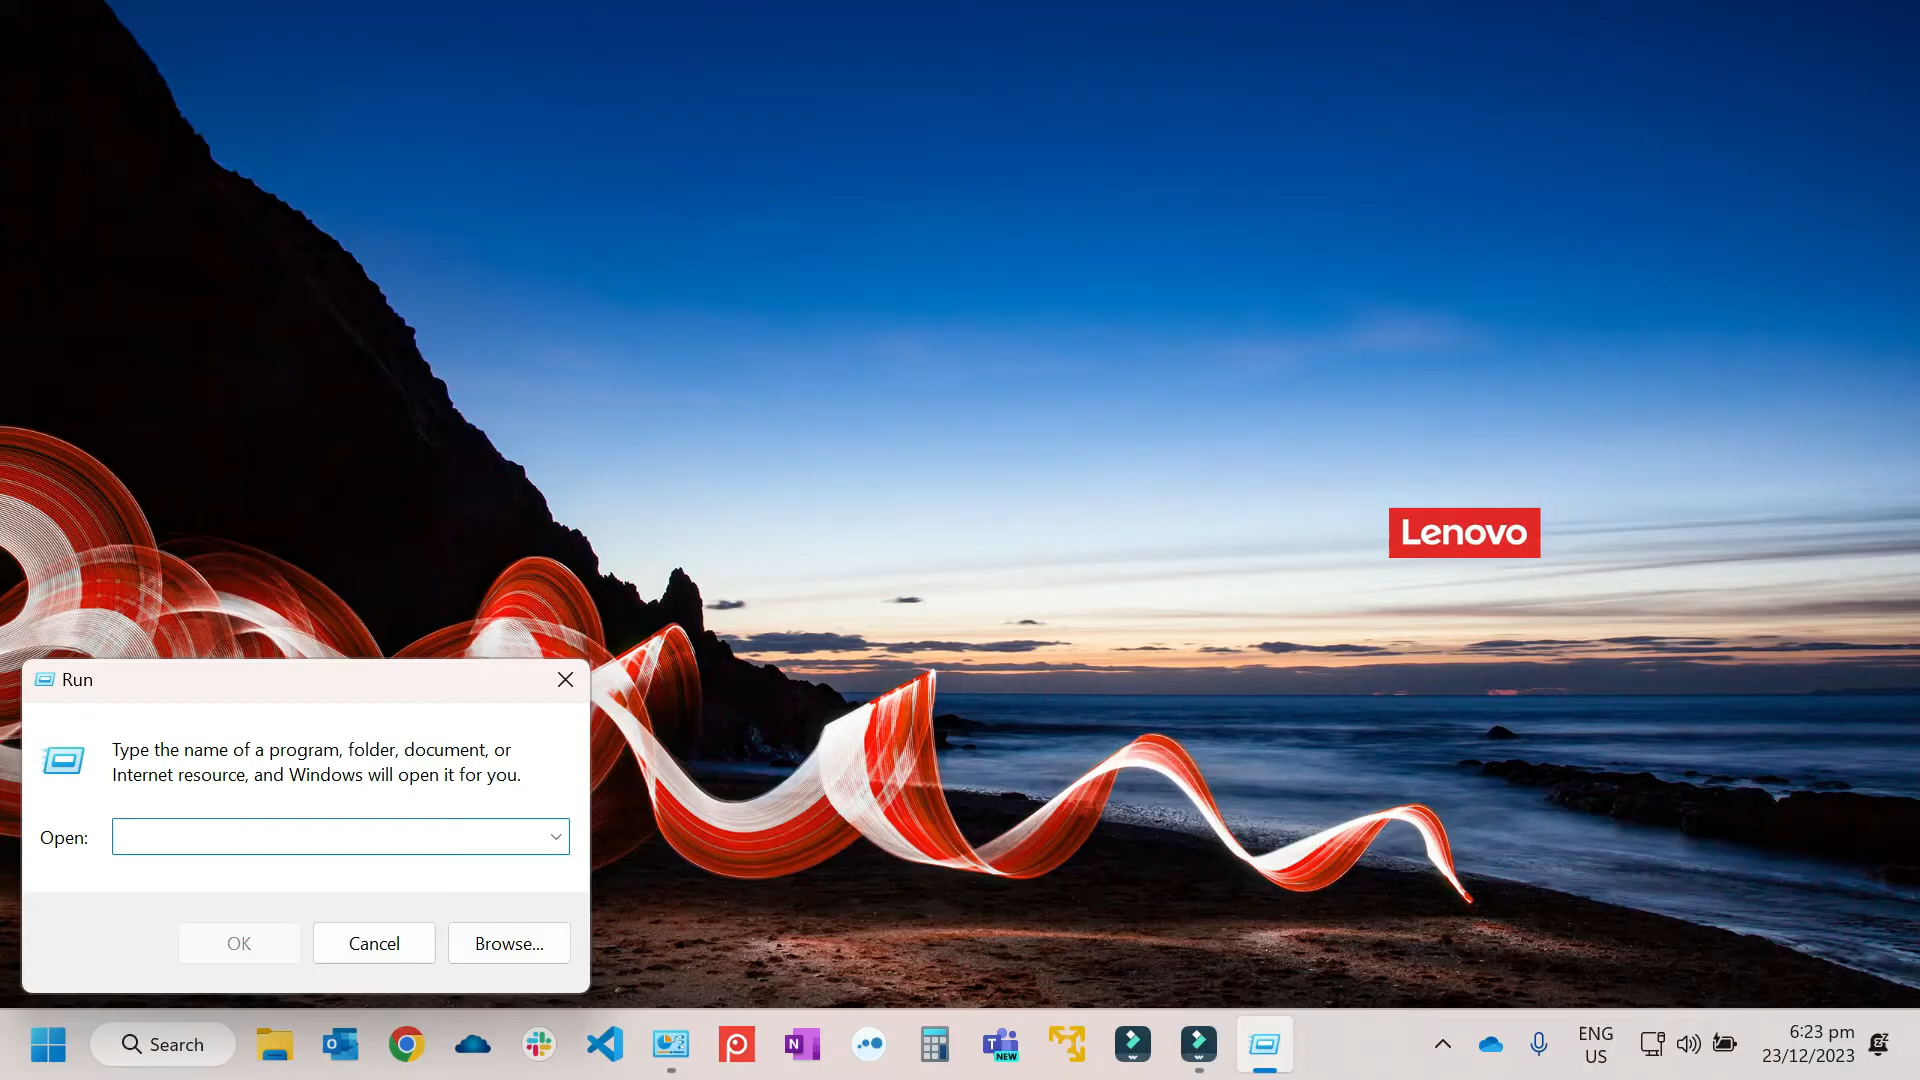 Lenovo
Run
Type the name of a program, folder, document, or
Internet resource, and Windows will open it for you.
Open:
OK
Cancel
Browse...
Search
NEW
ENG
US
6:23 pm
23/12/2023